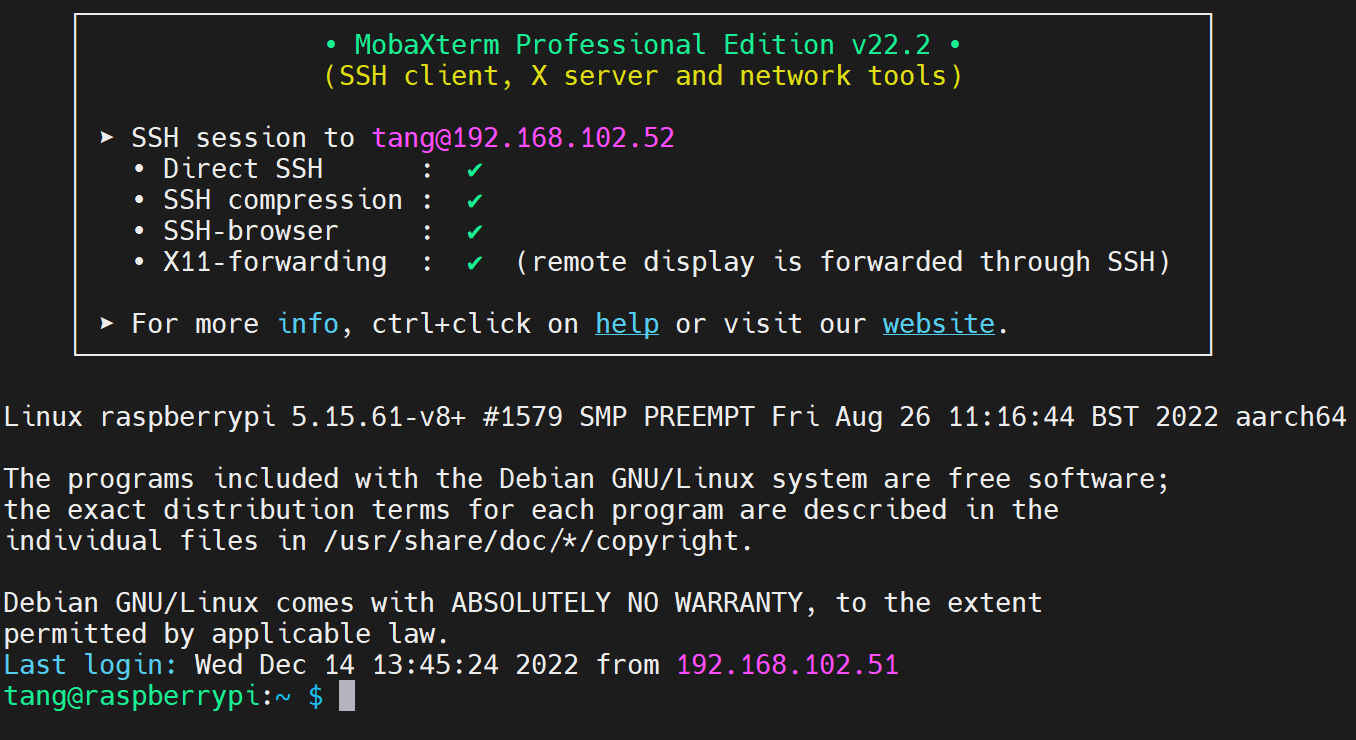 • MobaXterm Professional Edition v22.2 •
(SSH client, X server and network tools)
➤ SSH session to tang@192.168.102.52
• Direct SSH : ✔
• SSH compression : ✔
• SSH-browser : ✔
• X11-forwarding : ✔ (remote display is forwarded through SSH)
➤ For more info, ctrl+click on help or visit our website.
Linux raspberrypi 5.15.61-v8+ #1579 SMP PREEMPT Fri Aug 26 11:16:44 BST 2022 aarch64
The programs included with the Debian GNU/Linux system are free software;
the exact distribution terms for each program are described in the
individual files in /usr/share/doc/*/copyright.
Debian GNU/Linux comes with ABSOLUTELY NO WARRANTY, to the extent
permitted by applicable law.
Last login: Wed Dec 14 13:45:24 2022 from 192.168.102.51
tang@raspberrypi:~ $